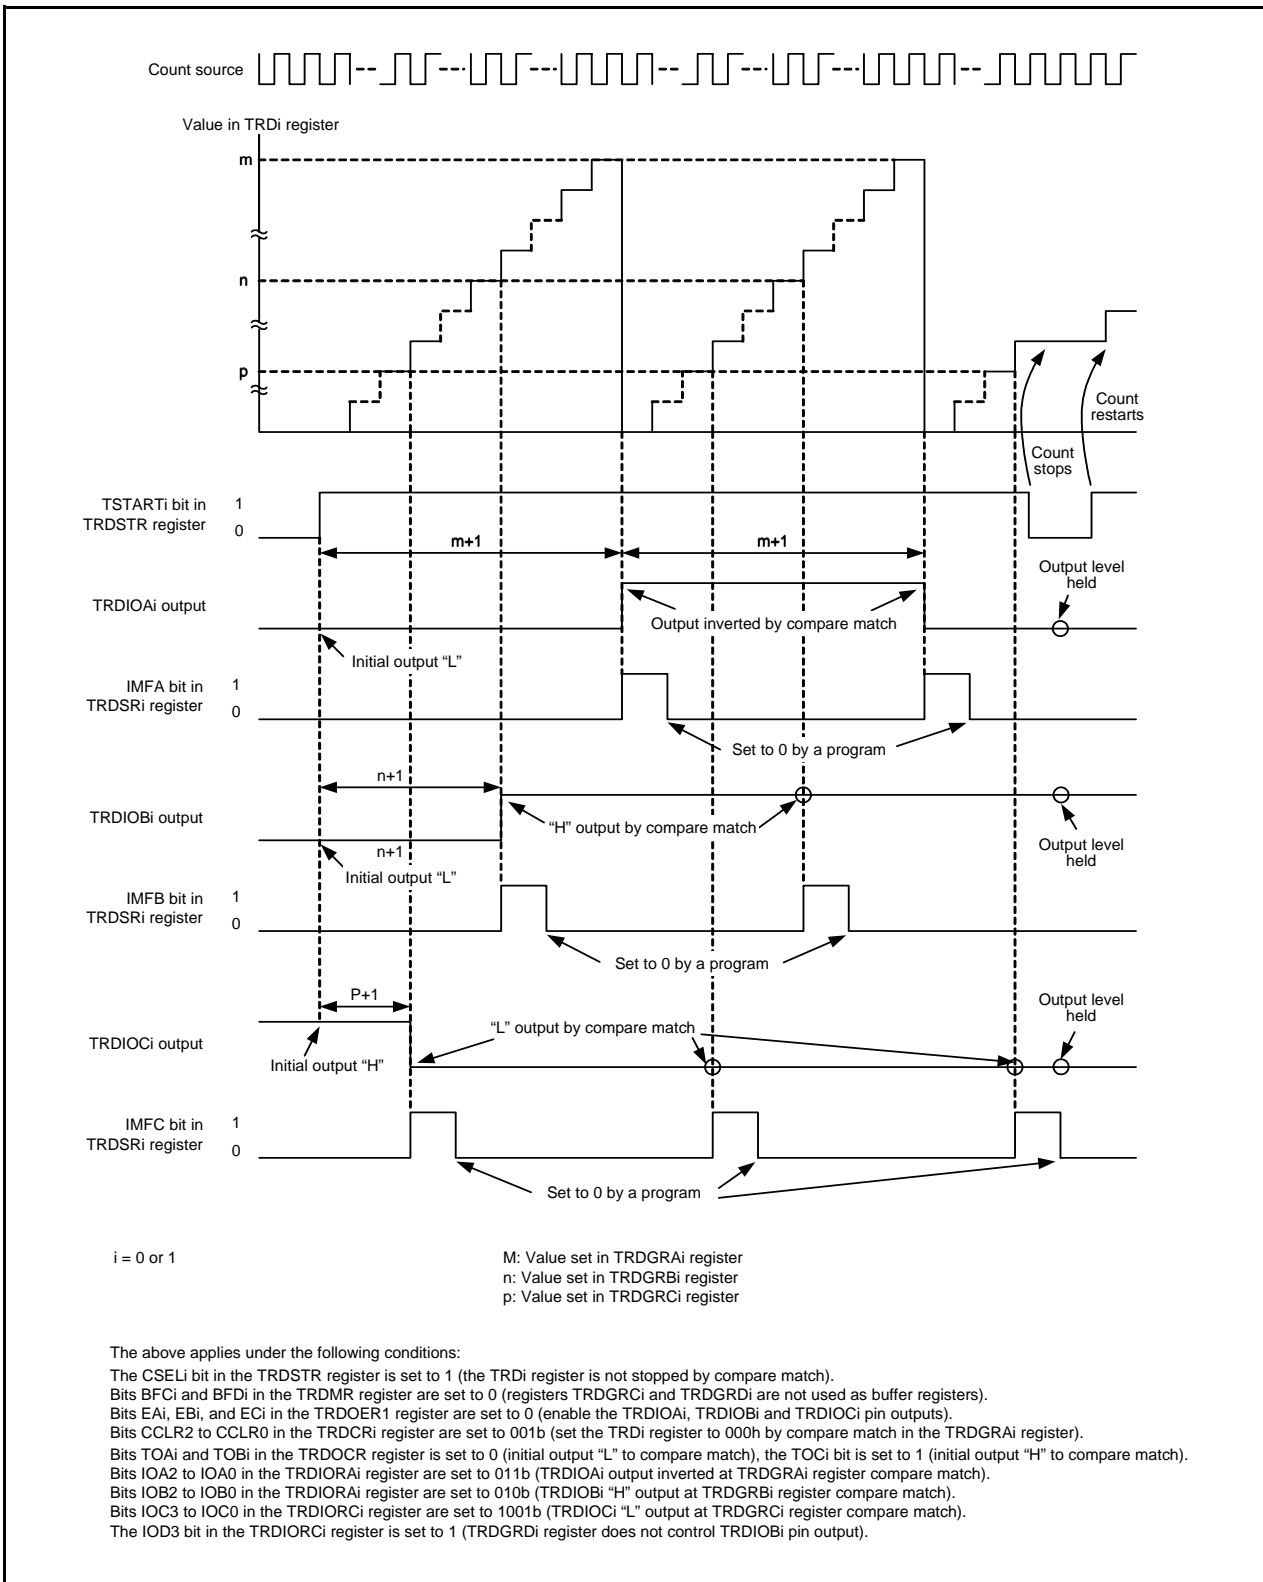 Count source
Value in TRDi register
m
n
p
Count
restarts
Count
stops
TSTARTi bit in
TRDSTR register
1
0
m+1
m+1
Output level
held
TRDIOAi output
Output inverted by compare match
Initial output “L”
IMFA bit in
TRDSRi register
1
0
Set to 0 by a program
n+1
TRDIOBi output
“H” output by compare match
n+1
Initial output “L”
Output level
held
IMFB bit in
TRDSRi register
1
0
Set to 0 by a program
P+1
Output level
held
“L” output by compare match
TRDIOCi output
Initial output “H”
IMFC bit in
TRDSRi register
1
0
Set to 0 by a program
i = 0 or 1
M: Value set in TRDGRAi register
n: Value set in TRDGRBi register
p: Value set in TRDGRCi register
The above applies under the following conditions:
The CSELi bit in the TRDSTR register is set to 1 (the TRDi register is not stopped by compare match).
Bits BFCi and BFDi in the TRDMR register are set to 0 (registers TRDGRCi and TRDGRDi are not used as buffer registers).
Bits EAi, EBi, and ECi in the TRDOER1 register are set to 0 (enable the TRDIOAi, TRDIOBi and TRDIOCi pin outputs).
Bits CCLR2 to CCLR0 in the TRDCRi register are set to 001b (set the TRDi register to 000h by compare match in the TRDGRAi register).
Bits TOAi and TOBi in the TRDOCR register is set to 0 (initial output “L” to compare match), the TOCi bit is set to 1 (initial output “H” to compare match).
Bits IOA2 to IOA0 in the TRDIORAi register are set to 011b (TRDIOAi output inverted at TRDGRAi register compare match).
Bits IOB2 to IOB0 in the TRDIORAi register are set to 010b (TRDIOBi “H” output at TRDGRBi register compare match).
Bits IOC3 to IOC0 in the TRDIORCi register are set to 1001b (TRDIOCi “L” output at TRDGRCi register compare match).
The IOD3 bit in the TRDIORCi register is set to 1 (TRDGRDi register does not control TRDIOBi pin output).